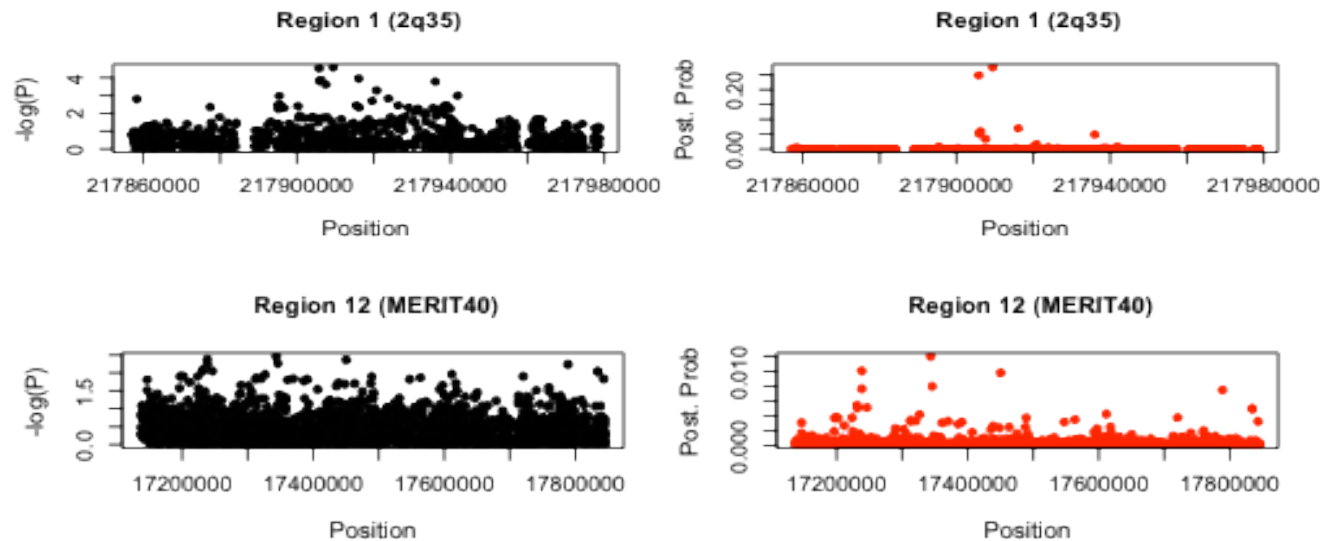 Region 1 (2q35)
-log(P)
4
2
0
217860000 217900000 217940000 217980000
Position
Region 1 (2q35)
Post. Prob
0.20
0.00
217860000 217900000 217940000 217980000
Position
Region 12 (MERIT40)
-log(P)
1.5
0.0
17200000 17400000 17600000 17800000
Position
Region 12 (MERIT40)
Post. Prob
0.010
0.000
17200000 17400000 17600000 17800000
Position